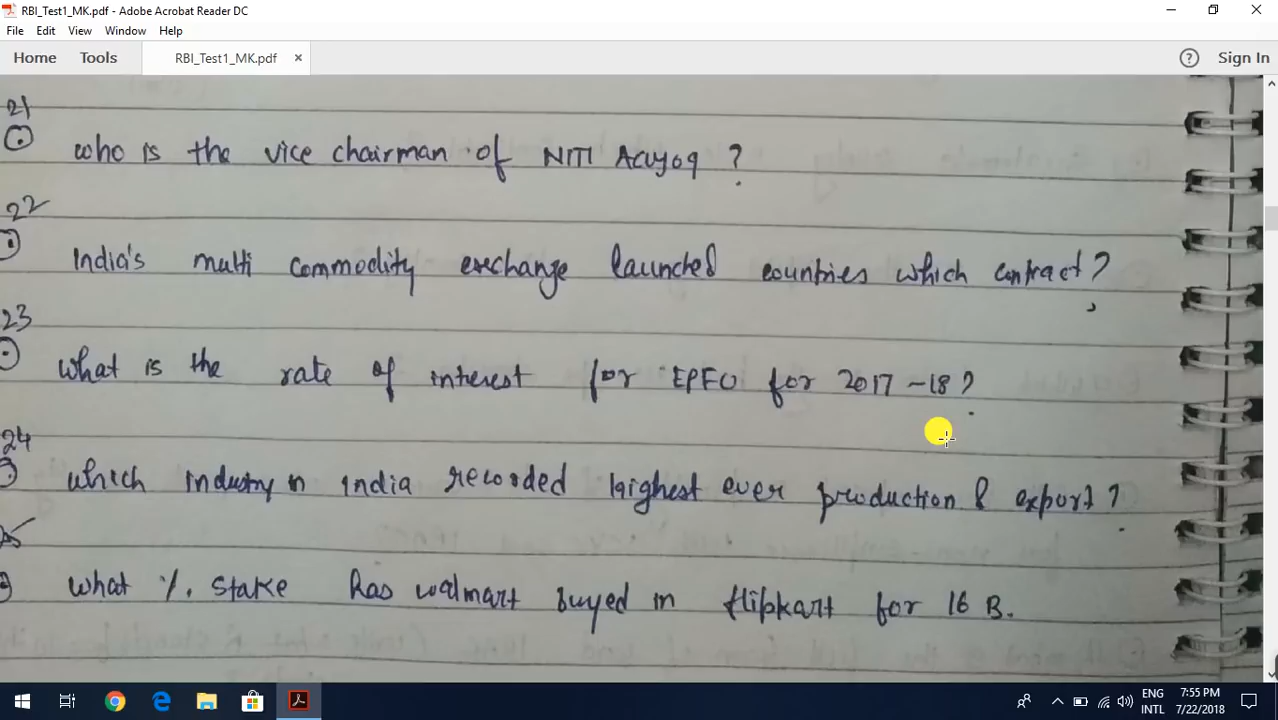 RBI_Test1_MK.pdf - Adobe Acrobat Reader DC
File Edit View Window Help
Home Tools RBI_Test1_MK.pdf × ? Sign In
21
who is the vice chairman of NITI Aayog ?
22
India's multi commodity exchange launched countries which contract ?
23
what is the rate of interest for EPFO for 2017-18 ?
24
which industry in India recorded highest ever production & export ?
25
what %. stake has walmart buyed in flipkart for 16 B.
ENG 7:55 PM
INTL 7/22/2018